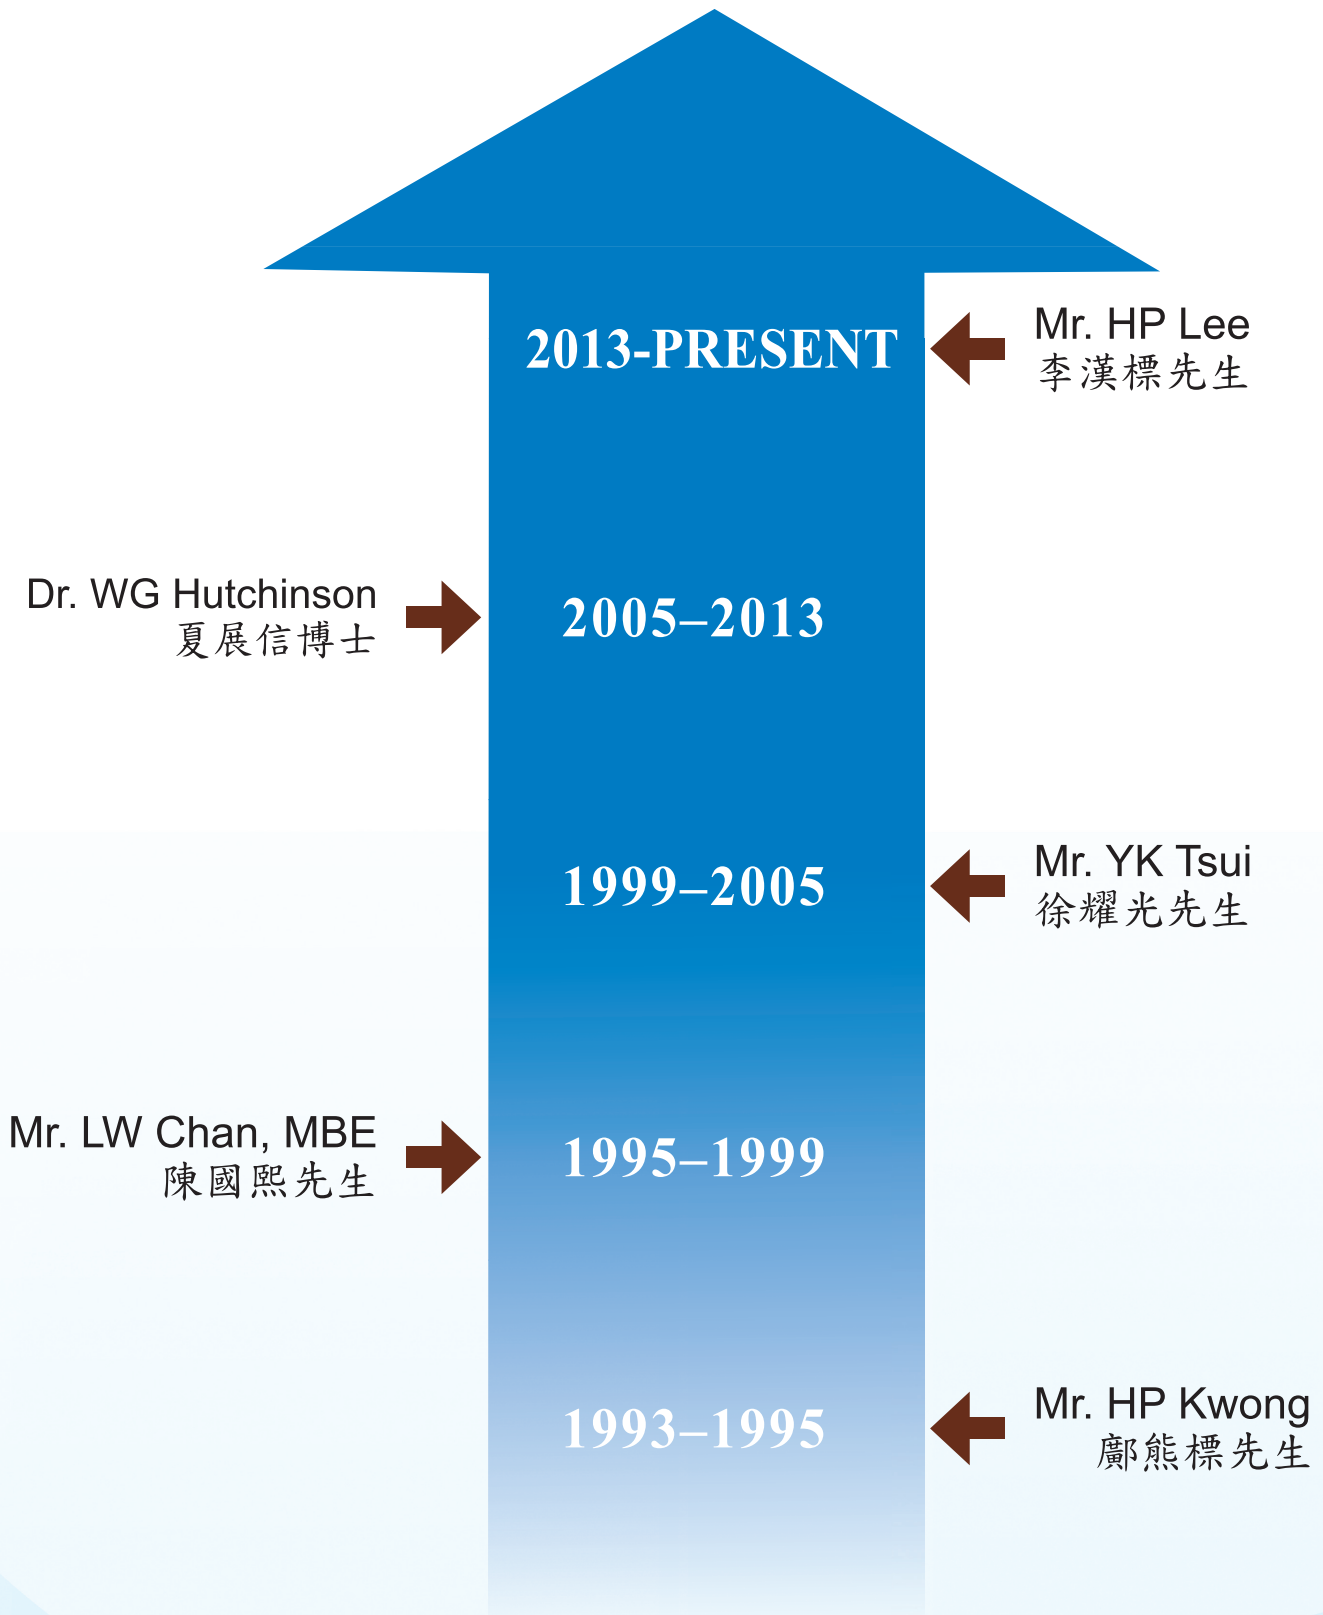 2013-PRESENT
Mr. HP Lee
李漢標先生
Dr. WG Hutchinson
夏展信博士
2005–2013
1999–2005
Mr. YK Tsui
徐耀光先生
Mr. LW Chan, MBE
陳國熙先生
1995–1999
1993–1995
Mr. HP Kwong
鄺熊標先生